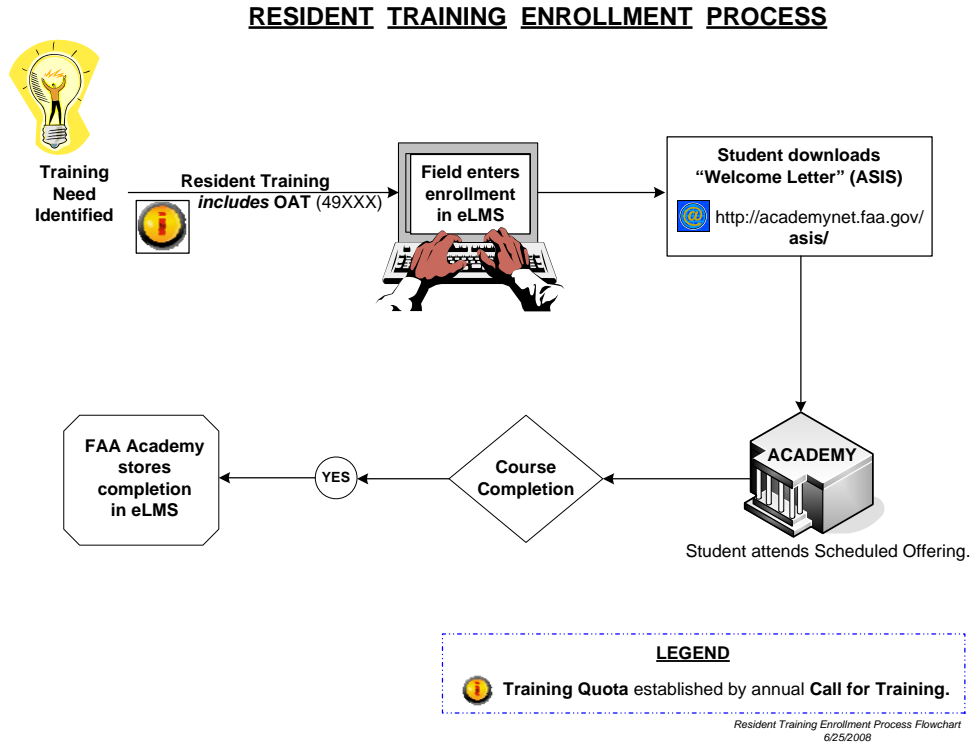 RESIDENT TRAINING ENROLLMENT PROCESS
Training
Need
Identified
Resident Training
includes OAT (49XXX)
i
Field enters
enrollment
in eLMS
Student downloads
“Welcome Letter” (ASIS)
@ http://academynet.faa.gov/
asis/
ACADEMY
Student attends Scheduled Offering.
Course
Completion
YES
FAA Academy
stores
completion
in eLMS
LEGEND
i Training Quota established by annual Call for Training.
Resident Training Enrollment Process Flowchart
6/25/2008